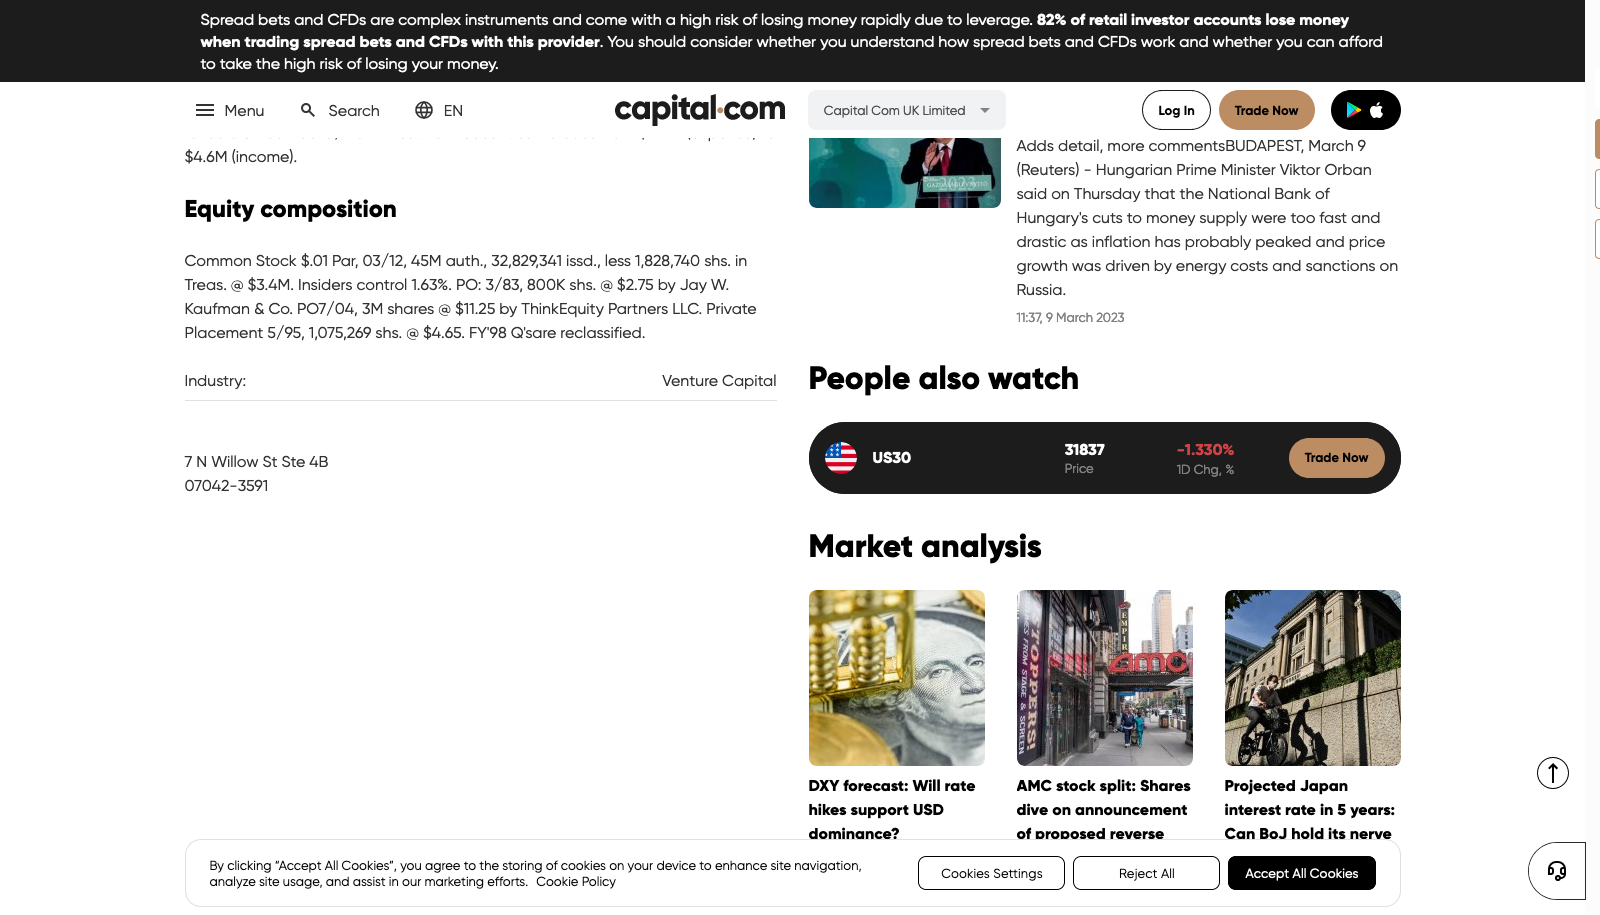 Spread bets and CFDs are complex instruments and come with a high risk of losing money rapidly due to leverage. 82% of retail investor accounts lose money
when trading spread bets and CFDs with this provider. You should consider whether you understand how spread bets and CFDs work and whether you can afford
to take the high risk of losing your money.
Menu
Search
EN
capital.com
Capital Com UK Limited
Log In
Trade Now
$4.6M (income).
Equity composition
Common Stock $.01 Par, 03/12, 45M auth., 32,829,341 issd., less 1,828,740 shs. in
Treas. @ $3.4M. Insiders control 1.63%. PO: 3/83, 800K shs. @ $2.75 by Jay W.
Kaufman & Co. PO7/04, 3M shares @ $11.25 by ThinkEquity Partners LLC. Private
Placement 5/95, 1,075,269 shs. @ $4.65. FY'98 Q'sare reclassified.
Industry: Venture Capital
7 N Willow St Ste 4B
07042-3591
Adds detail, more commentsBUDAPEST, March 9
(Reuters) - Hungarian Prime Minister Viktor Orban
said on Thursday that the National Bank of
Hungary's cuts to money supply were too fast and
drastic as inflation has probably peaked and price
growth was driven by energy costs and sanctions on
Russia.
11:37, 9 March 2023
People also watch
US30
31837
Price
-1.330%
1D Chg, %
Trade Now
Market analysis
EMPIRE
amc
STOPPERS!
DXY forecast: Will rate
hikes support USD
dominance?
AMC stock split: Shares
dive on announcement
of proposed reverse
Projected Japan
interest rate in 5 years:
Can BoJ hold its nerve
By clicking “Accept All Cookies”, you agree to the storing of cookies on your device to enhance site navigation,
analyze site usage, and assist in our marketing efforts. Cookie Policy
Cookies Settings
Reject All
Accept All Cookies